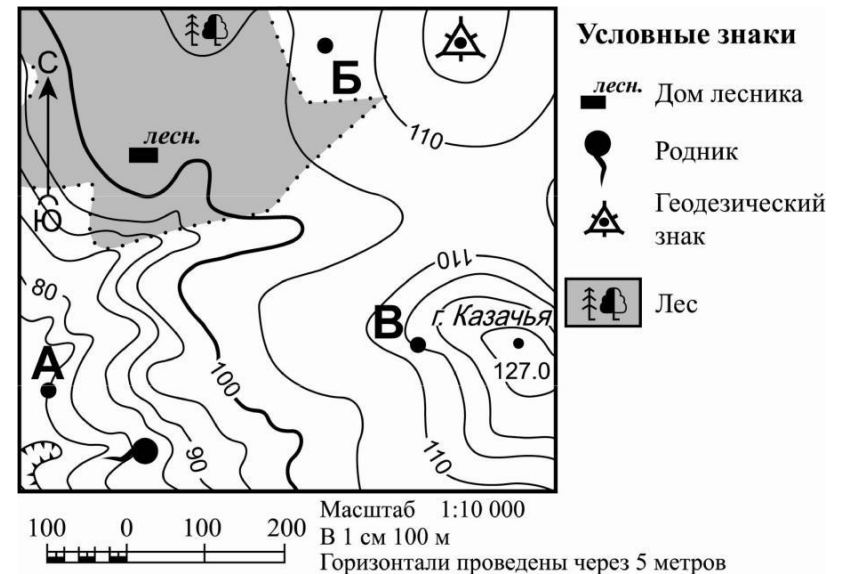 С
Ю
лесн.
Б
110
80
А
100
90
110
В
г. Казачья
127.0
110
Условные знаки
лесн. Дом лесника
Родник
Геодезический
знак
Лес
100 0 100 200
Масштаб 1:10 000
В 1 см 100 м
Горизонтали проведены через 5 метров